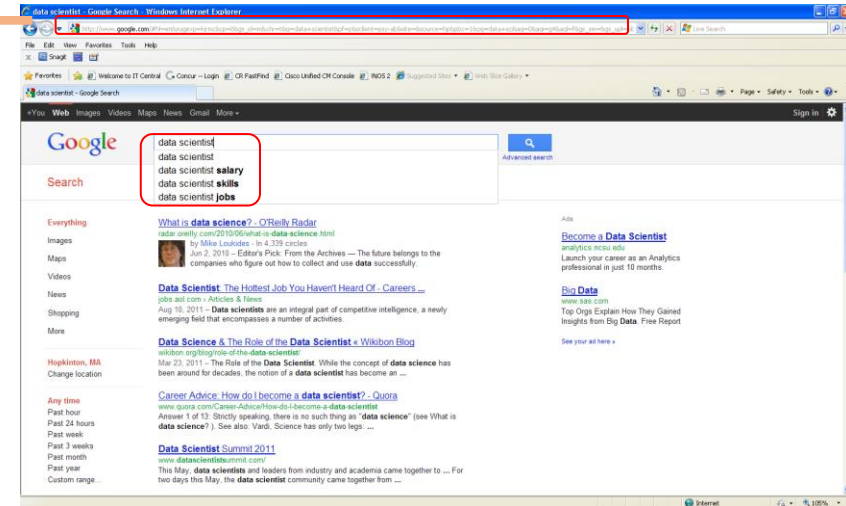 data scientist - Google Search - Windows Internet Explorer
http://www.google.com/
Live Search
File Edit View Favorites Tools Help
x Snagit
Favorites Welcome to IT Central Concur -- Login CR FastFind Cisco Unified CM Console INOS 2 Suggested Sites Web Slice Gallery
data scientist - Google Search Page Safety Tools
+You Web Images Videos Maps News Gmail More Sign in
Google data scientist
Advanced search
data scientist
data scientist salary
data scientist skills
data scientist jobs
Search
Everything
Images
Maps
Videos
News
Shopping
More
Hopkinton, MA
Change location
Any time
Past hour
Past 24 hours
Past week
Past 3 weeks
Past month
Past year
Custom range...
What is data science? - O'Reilly Radar
radar.oreilly.com/2010/06/what-is-data-science.html
by Mike Loukides - In 4,339 circles
Jun 2, 2010 – Editor's Pick: From the Archives — The future belongs to the
companies who figure out how to collect and use data successfully.
Data Scientist: The Hottest Job You Haven't Heard Of - Careers ...
jobs.aol.com › Articles & News
Aug 10, 2011 – Data scientists are an integral part of competitive intelligence, a newly
emerging field that encompasses a number of activities.
Data Science & The Role of the Data Scientist « Wikibon Blog
wikibon.org/blog/role-of-the-data-scientist/
Mar 23, 2011 – The Role of the Data Scientist. While the concept of data science has
been around for decades, the notion of a data scientist has become an ...
Career Advice: How do I become a data scientist? - Quora
www.quora.com/Career-Advice/How-do-I-become-a-data-scientist
Answer 1 of 13: Strictly speaking, there is no such thing as "data science" (see What is
data science? ). See also: Vardi, Science has only two legs: ...
Data Scientist Summit 2011
www.datascientistsummit.com/
This May, data scientists and leaders from industry and academia came together to ... For
two days this May, the data scientist community came together from ...
Ads
Become a Data Scientist
analytics.ncsu.edu
Launch your career as an Analytics
professional in just 10 months.
Big Data
www.sas.com
Top Orgs Explain How They Gained
Insights from Big Data. Free Report
See your ad here »
Internet 105%